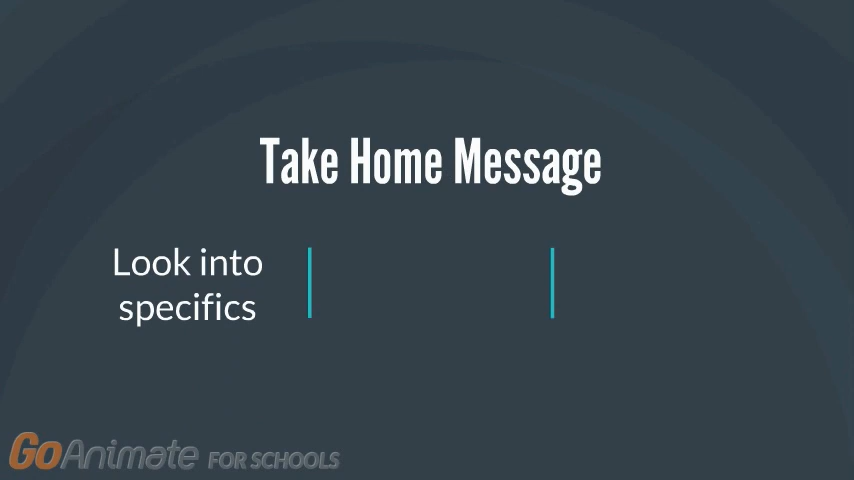 Take Home Message
Look into
specifics
GoAnimate FOR SCHOOLS